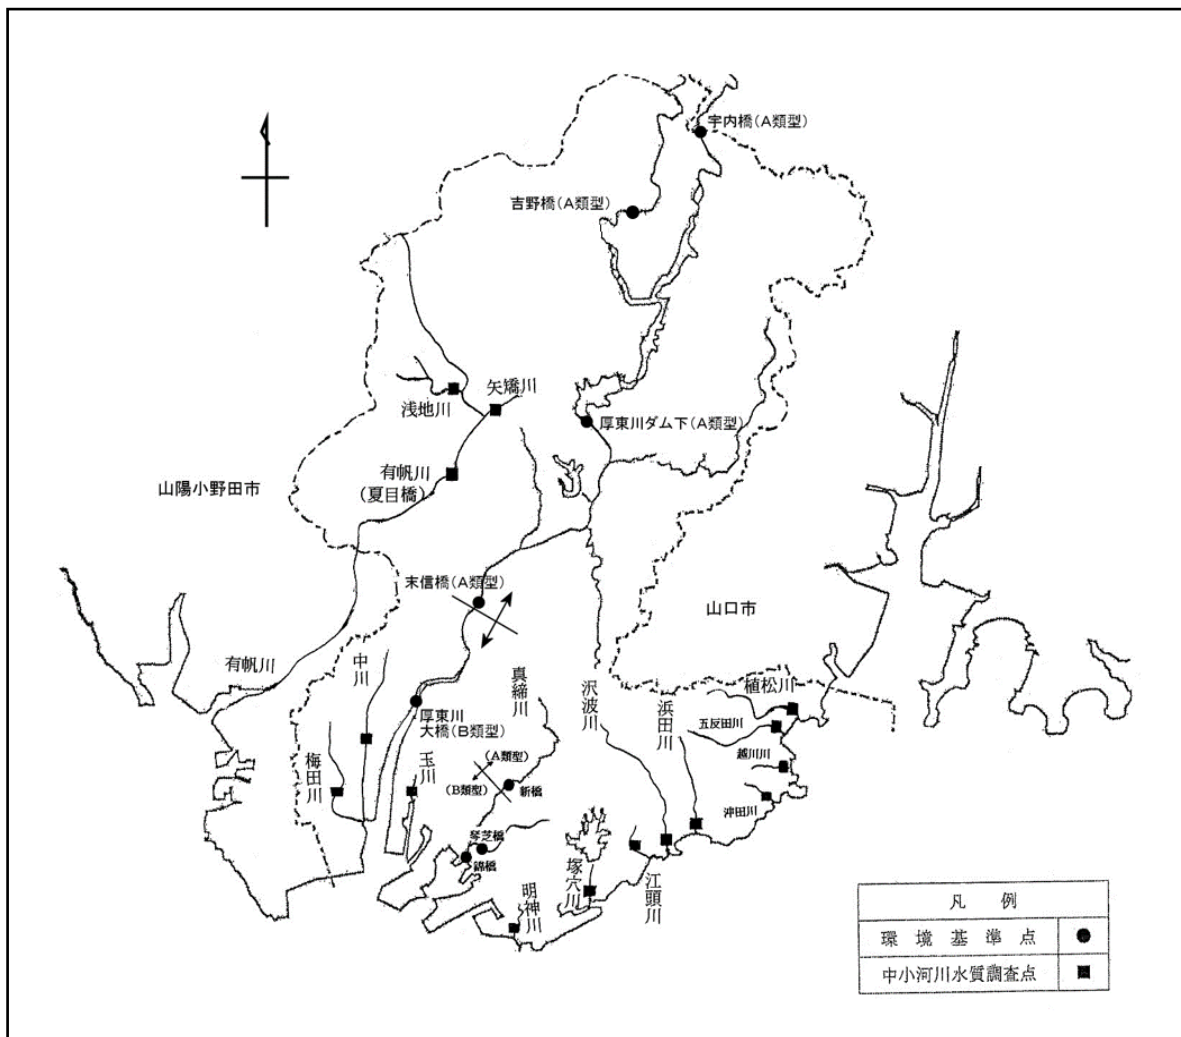 宇内橋(A類型)
吉野橋(A類型)
矢矯川
浅地川
厚東川ダム下(A類型)
有帆川
(夏目橋)
山陽小野田市
末信橋(A類型)
山口市
有帆川
中川
真締川
沢波川
浜田川
植松川
五反田川
厚東川
大橋(B類型)
越川川
梅田川
玉川
(A類型)
(B類型)
新橋
沖田川
琴芝橋
錦橋
塚穴川
江頭川
明神川
凡例
環境基準点
中小河川水質調査点